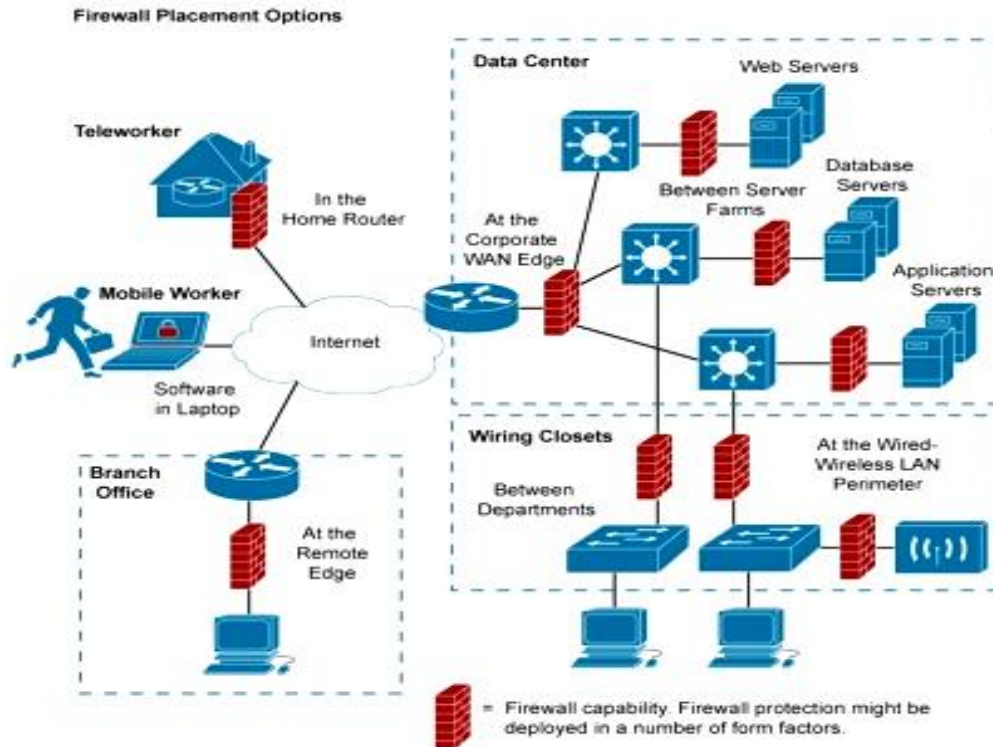 Firewall Placement Options
Data Center
Web Servers
Teleworker
In the
Home Router
Database
Servers
Between Server
Farms
At the
Corporate
WAN Edge
Application
Servers
Mobile Worker
Internet
Software
in Laptop
Wiring Closets
At the Wired-
Wireless LAN
Perimeter
Branch
Office
Between
Departments
At the
Remote
Edge
= Firewall capability. Firewall protection might be
deployed in a number of form factors.